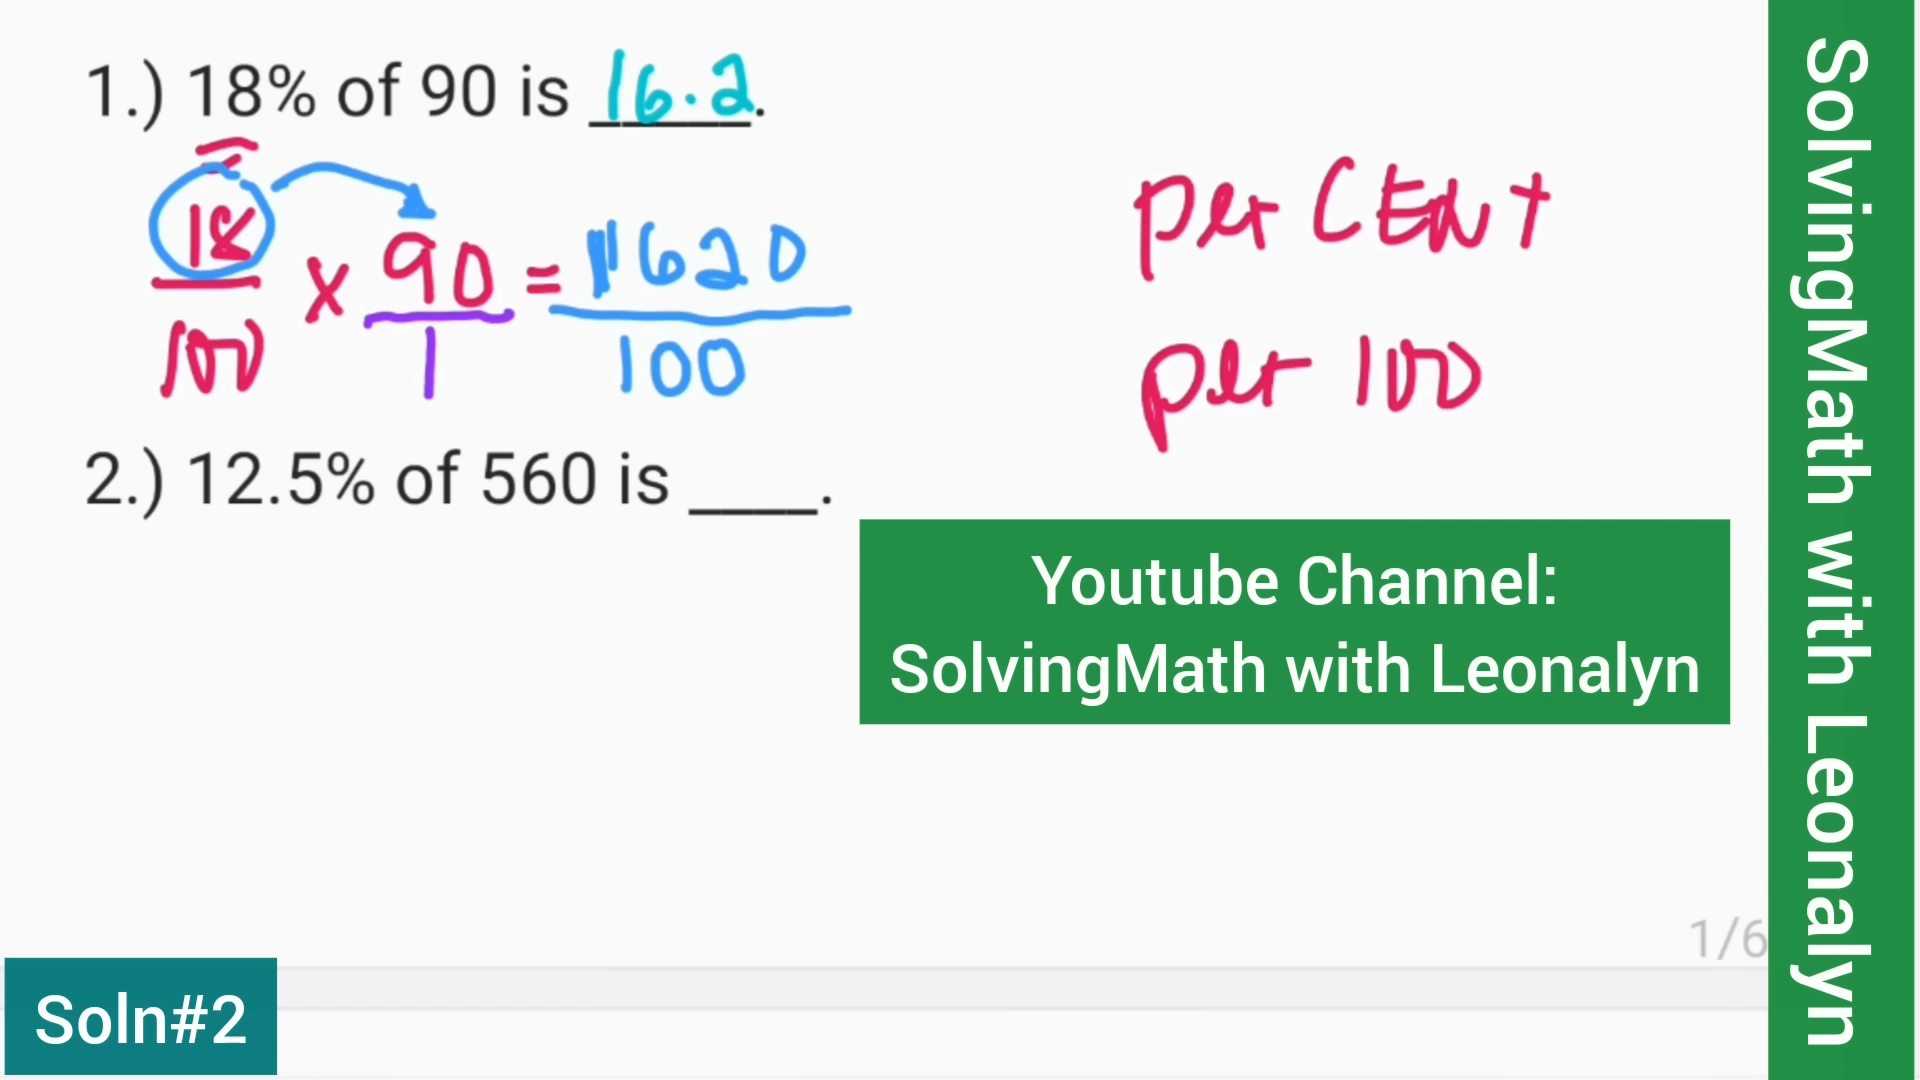 1.) 18% of 90 is 16.2.
18/100 x 90/1 = 1620/100
per CENt
per 100
2.) 12.5% of 560 is ____.
Youtube Channel:
SolvingMath with Leonalyn
1/6
Soln#2
SolvingMath with Leonalyn